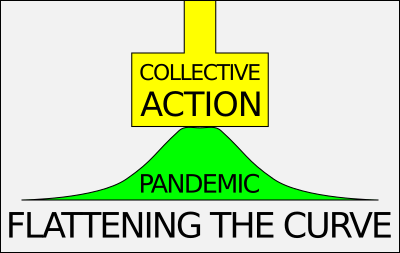 COLLECTIVE
ACTION
PANDEMIC
FLATTENING THE CURVE